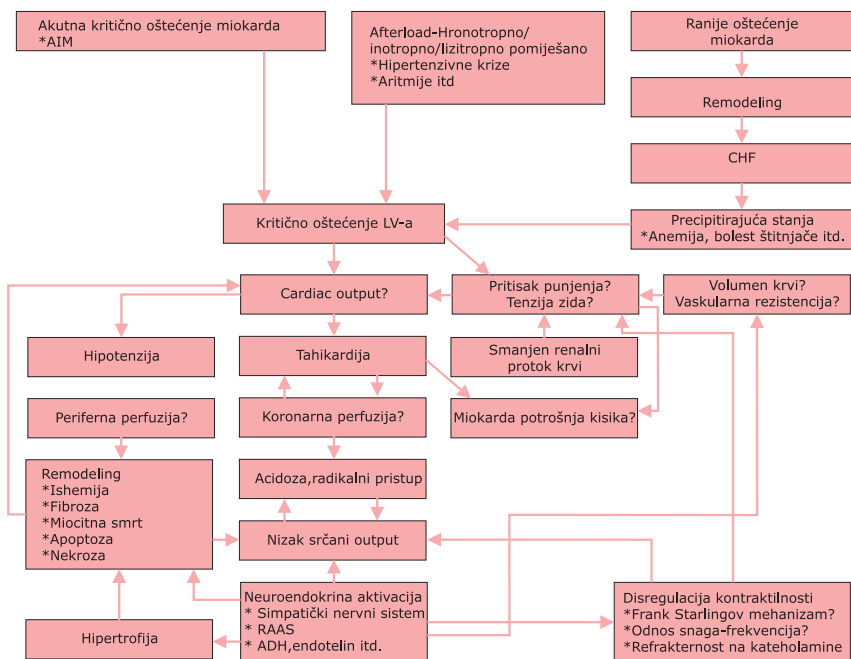 Akutna kritično oštećenje miokarda
*AIM
Afterload-Hronotropno/
inotropno/lizitropno pomiješano
*Hipertenzivne krize
*Aritmije itd
Ranije oštećenje
miokarda
Remodeling
CHF
Precipitirajuća stanja
*Anemija, bolest štitnjače itd.
Kritično oštećenje LV-a
Cardiac output?
Pritisak punjenja?
Tenzija zida?
Volumen krvi?
Vaskularna rezistencija?
Hipotenzija
Tahikardija
Smanjen renalni
protok krvi
Periferna perfuzija?
Koronarna perfuzija?
Miokarda potrošnja kisika?
Remodeling
*Ishemija
*Fibroza
*Miocitna smrt
*Apoptoza
*Nekroza
Acidoza,radikalni pristup
Nizak srčani output
Hipertrofija
Neuroendokrina aktivacija
* Simpatički nervni sistem
* RAAS
* ADH,endotelin itd.
Disregulacija kontraktilnosti
*Frank Starlingov mehanizam?
*Odnos snaga-frekvencija?
*Refrakternost na kateholamine